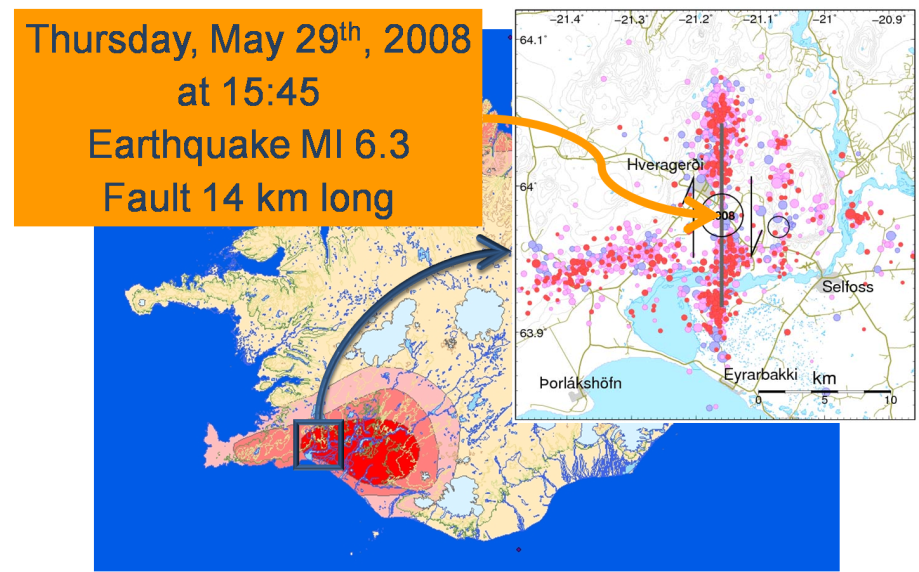 Thursday, May 29th, 2008
at 15:45
Earthquake Ml 6.3
Fault 14 km long
−21.4˚ −21.3˚ −21.2˚ −21.1˚ −21˚ −20.9˚
64.1˚
Hveragerði
64˚
008
Selfoss
63.9˚
Eyrarbakki
Þorlákshöfn
km
0 5 10